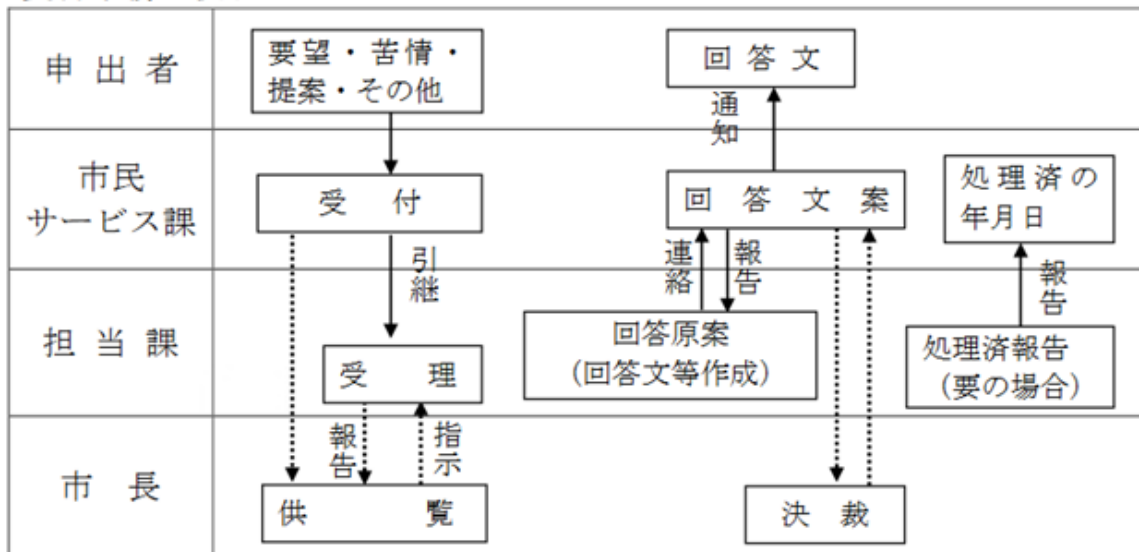 申出者
要望・苦情・
提案・その他
回答文
通知
市民
サービス課
受付
回答文案
処理済の
年月日
引継
連絡
報告
報告
担当課
受理
回答原案
(回答文等作成)
処理済報告
(要の場合)
報告
指示
市長
供覧
決裁